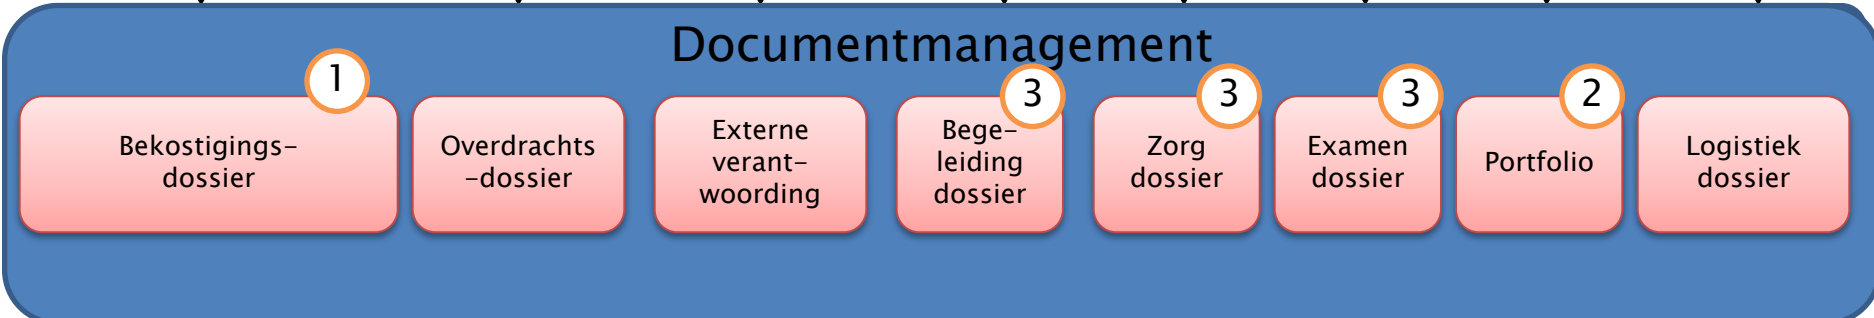 Documentmanagement
1
Bekostigings-
dossier
Overdrachts
-dossier
Externe
verant-
woording
3
Bege-
leiding
dossier
3
Zorg
dossier
3
Examen
dossier
2
Portfolio
Logistiek
dossier